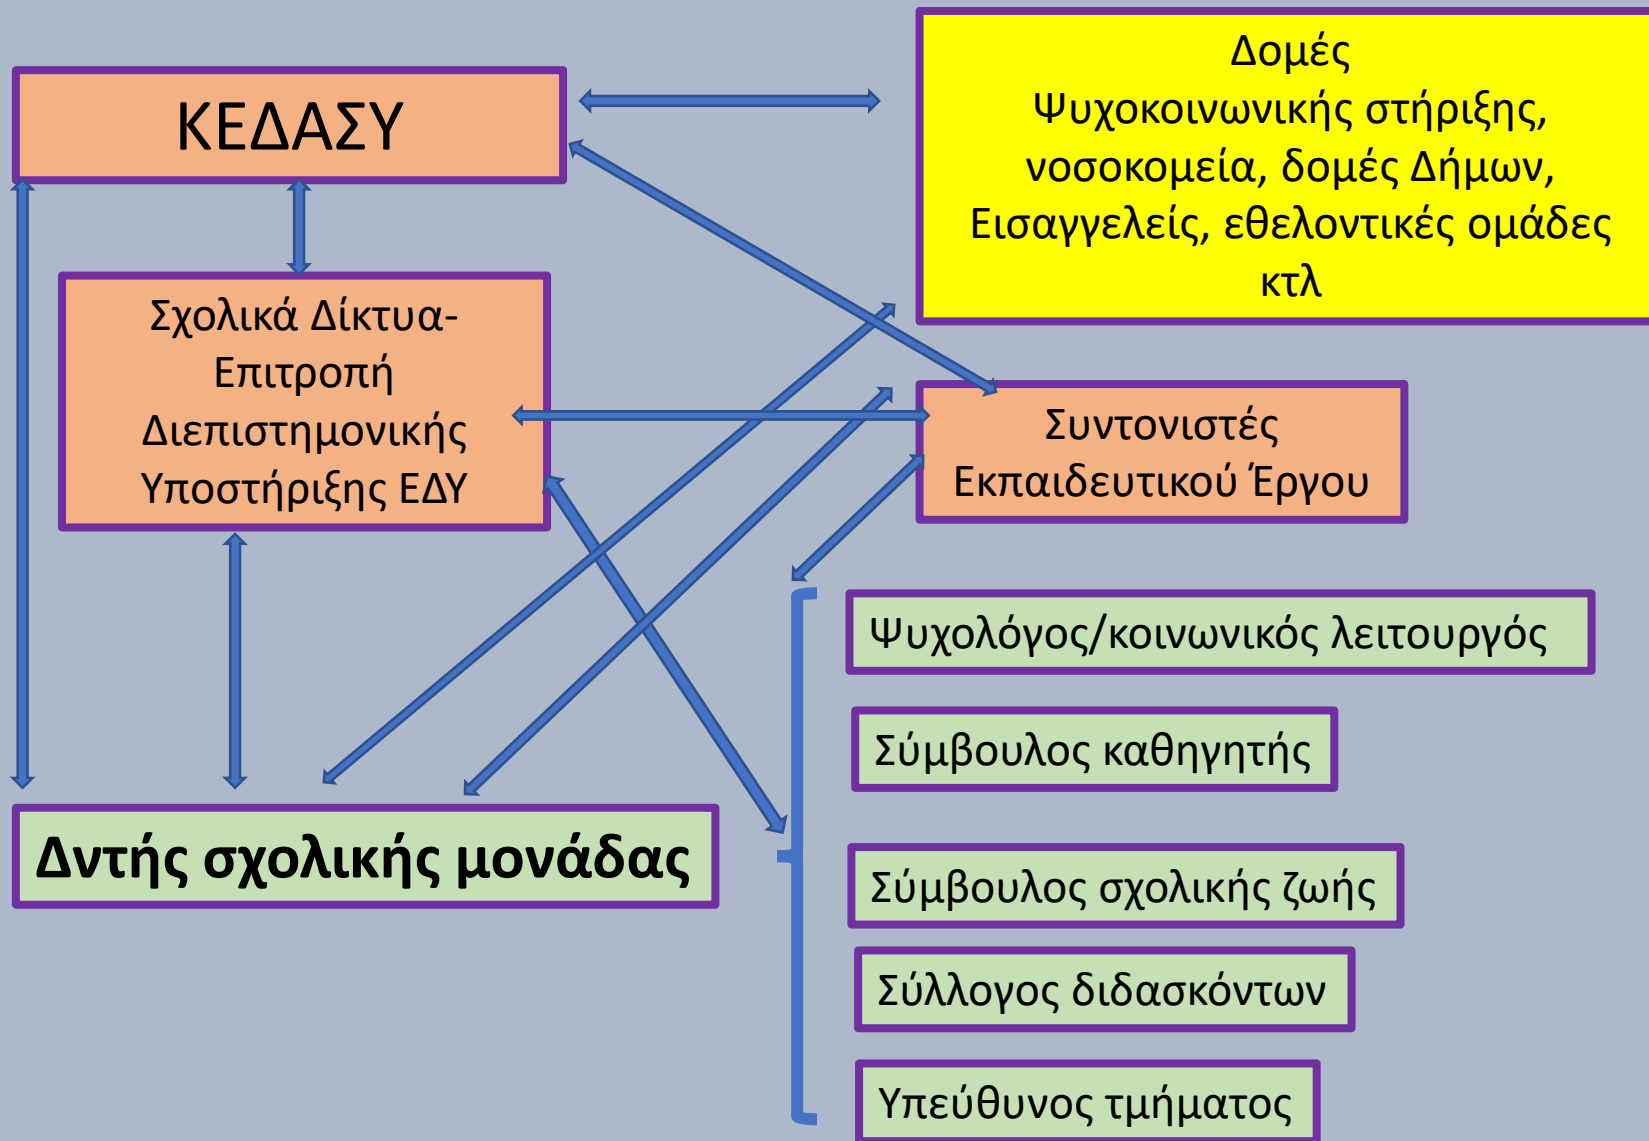 ΚΕΔΑΣΥ
Δομές
Ψυχοκοινωνικής στήριξης,
νοσοκομεία, δομές Δήμων,
Εισαγγελείς, εθελοντικές ομάδες
κτλ
Σχολικά Δίκτυα-
Επιτροπή
Διεπιστημονικής
Υποστήριξης ΕΔΥ
Συντονιστές
Εκπαιδευτικού Έργου
Ψυχολόγος/κοινωνικός λειτουργός
Σύμβουλος καθηγητής
Δντής σχολικής μονάδας
Σύμβουλος σχολικής ζωής
Σύλλογος διδασκόντων
Υπεύθυνος τμήματος